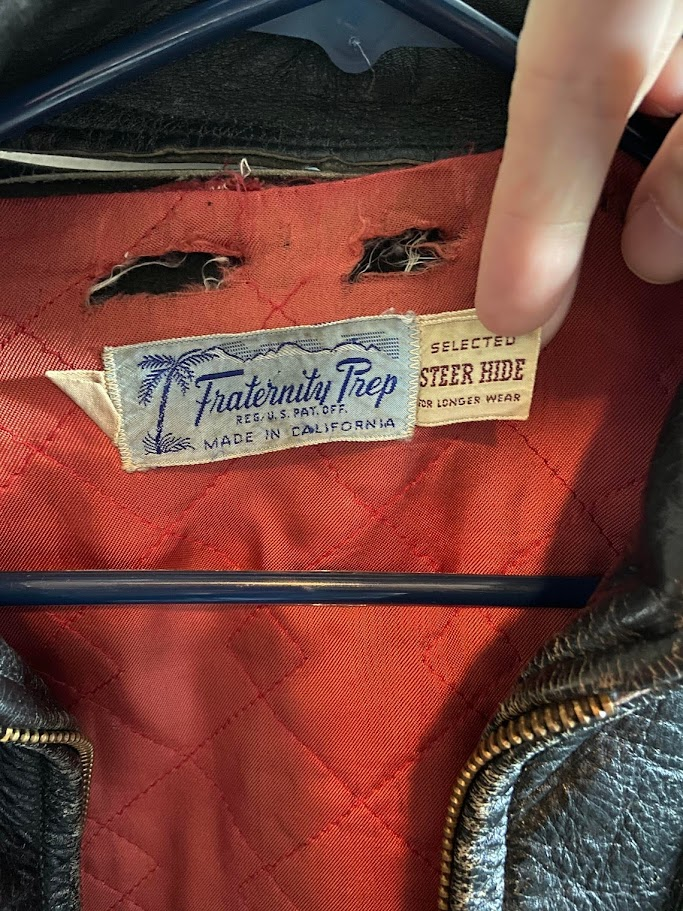 Fraternity Prep
REG. U.S. PAT. OFF.
MADE IN CALIFORNIA
SELECTED
STEER HIDE
FOR LONGER WEAR